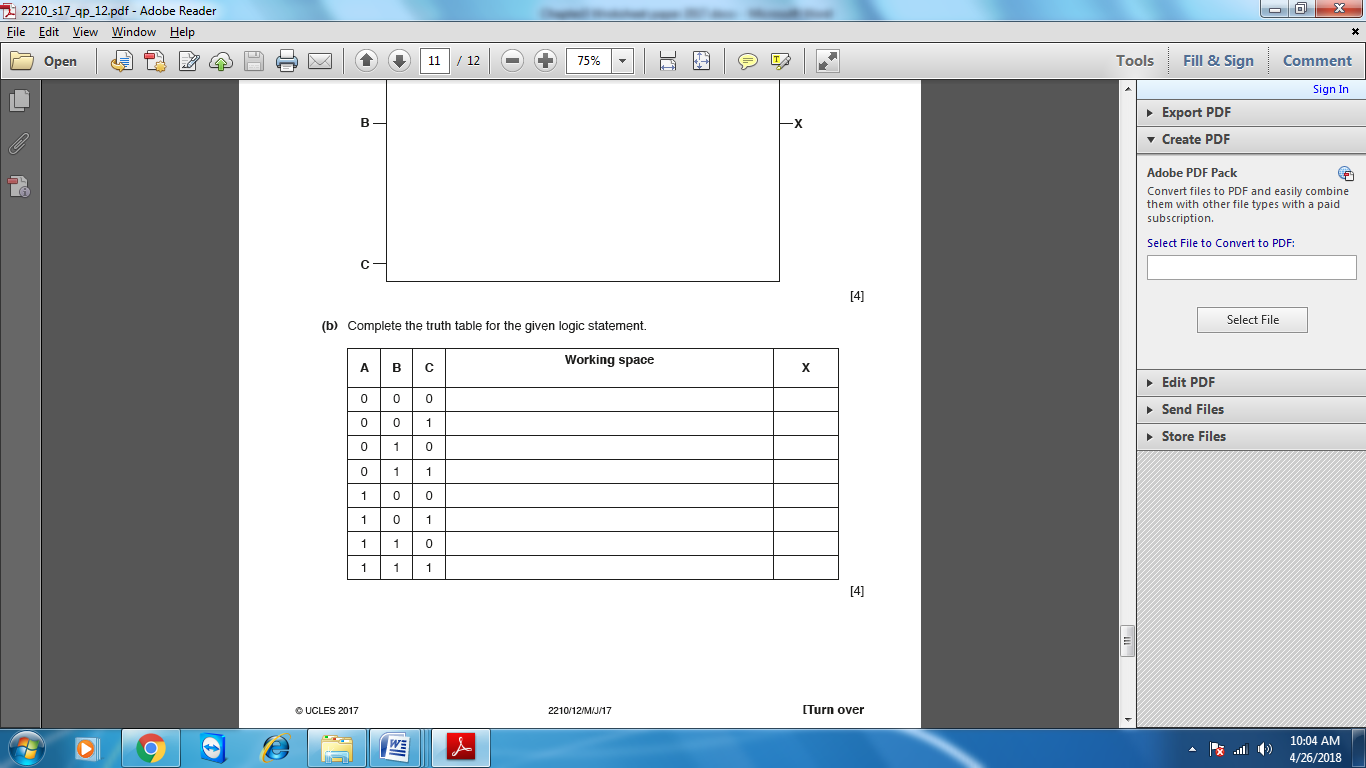 2210_s17_qp_12.pdf - Adobe Reader
File Edit View Window Help
Open 11 / 12 75% Tools Fill & Sign Comment
Sign In
Export PDF
Create PDF
Adobe PDF Pack
Convert files to PDF and easily combine
them with other file types with a paid
subscription.
Select File to Convert to PDF:
Select File
Edit PDF
Send Files
Store Files
B X
C
[4]
(b) Complete the truth table for the given logic statement.
A B C Working space X
0 0 0
0 0 1
0 1 0
0 1 1
1 0 0
1 0 1
1 1 0
1 1 1
[4]
© UCLES 2017 2210/12/M/J/17 [Turn over
10:04 AM
4/26/2018